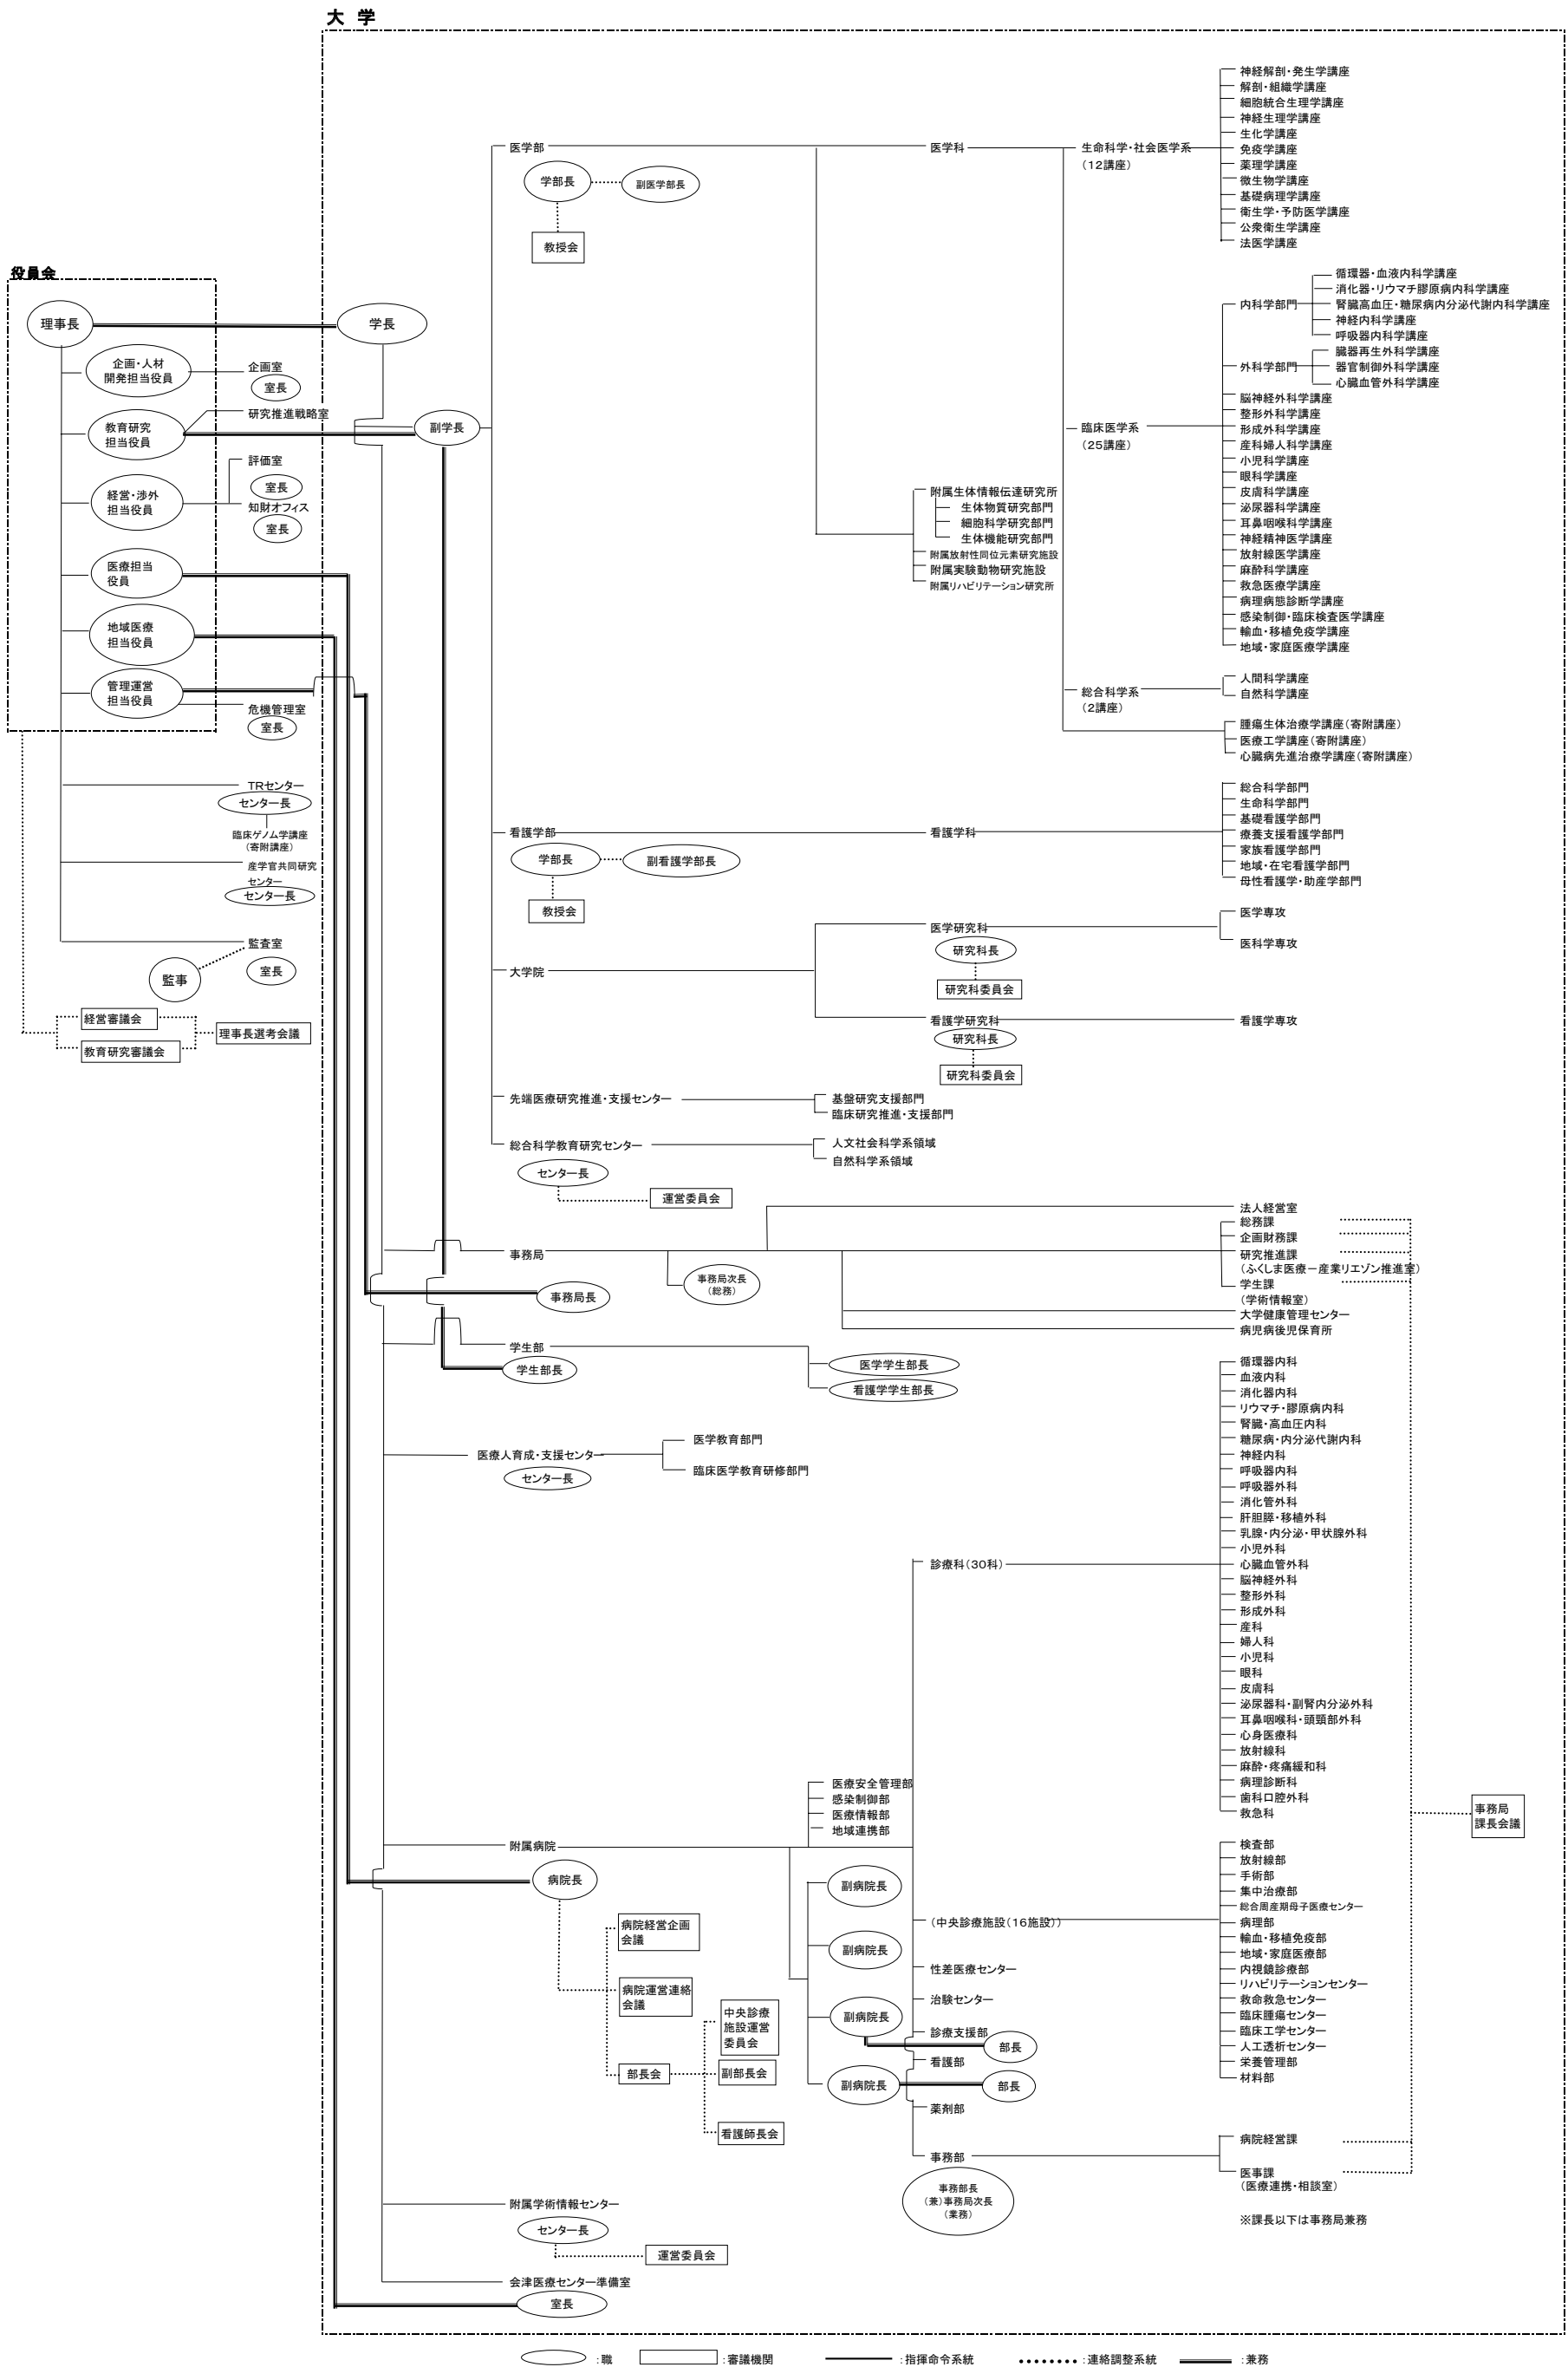 大 学
役員会
理事長
企画・人材
開発担当役員
企画室
室長
教育研究
担当役員
研究推進戦略室
経営・渉外
担当役員
評価室
室長
知財オフィス
室長
医療担当
役員
地域医療
担当役員
管理運営
担当役員
危機管理室
室長
TRセンター
センター長
臨床ゲノム学講座
(寄附講座)
産学官共同研究
センター
センター長
監査室
室長
監事
経営審議会
教育研究審議会
理事長選考会議
学長
副学長
医学部
学部長
副医学部長
教授会
医学科
生命科学・社会医学系
(12講座)
神経解剖・発生学講座
解剖・組織学講座
細胞統合生理学講座
神経生理学講座
生化学講座
免疫学講座
薬理学講座
微生物学講座
基礎病理学講座
衛生学・予防医学講座
公衆衛生学講座
法医学講座
臨床医学系
(25講座)
内科学部門
循環器・血液内科学講座
消化器・リウマチ膠原病内科学講座
腎臓高血圧・糖尿病内分泌代謝内科学講座
神経内科学講座
呼吸器内科学講座
外科学部門
臓器再生外科学講座
器官制御外科学講座
心臓血管外科学講座
脳神経外科学講座
整形外科学講座
形成外科学講座
産科婦人科学講座
小児科学講座
眼科学講座
皮膚科学講座
泌尿器科学講座
耳鼻咽喉科学講座
神経精神医学講座
放射線医学講座
麻酔科学講座
救急医療学講座
病理病態診断学講座
感染制御・臨床検査医学講座
輸血・移植免疫学講座
地域・家庭医療学講座
総合科学系
(2講座)
人間科学講座
自然科学講座
腫瘍生体治療学講座(寄附講座)
医療工学講座(寄附講座)
心臓病先進治療学講座(寄附講座)
附属生体情報伝達研究所
生体物質研究部門
細胞科学研究部門
生体機能研究部門
附属放射性同位元素研究施設
附属実験動物研究施設
附属リハビリテーション研究所
看護学部
学部長
副看護学部長
教授会
看護学科
総合科学部門
生命科学部門
基礎看護学部門
療養支援看護学部門
家族看護学部門
地域・在宅看護学部門
母性看護学・助産学部門
大学院
医学研究科
研究科長
研究科委員会
医学専攻
医科学専攻
看護学研究科
研究科長
研究科委員会
看護学専攻
先端医療研究推進・支援センター
基盤研究支援部門
臨床研究推進・支援部門
総合科学教育研究センター
センター長
運営委員会
人文社会科学系領域
自然科学系領域
事務局
事務局長
事務局次長
(総務)
法人経営室
総務課
企画財務課
研究推進課
(ふくしま医療-産業リエゾン推進室)
学生課
(学術情報室)
大学健康管理センター
病児病後児保育所
学生部
学生部長
医学学生部長
看護学学生部長
医療人育成・支援センター
センター長
医学教育部門
臨床医学教育研修部門
附属病院
病院長
病院経営企画
会議
病院運営連絡
会議
部長会
中央診療
施設運営
委員会
副部長会
看護師長会
医療安全管理部
感染制御部
医療情報部
地域連携部
副病院長
副病院長
副病院長
副病院長
診療科(30科)
循環器内科
血液内科
消化器内科
リウマチ・膠原病内科
腎臓・高血圧内科
糖尿病・内分泌代謝内科
神経内科
呼吸器内科
呼吸器外科
消化管外科
肝胆膵・移植外科
乳腺・内分泌・甲状腺外科
小児外科
心臓血管外科
脳神経外科
整形外科
形成外科
産科
婦人科
小児科
眼科
皮膚科
泌尿器科・副腎内分泌外科
耳鼻咽喉科・頭頸部外科
心身医療科
放射線科
麻酔・疼痛緩和科
病理診断科
歯科口腔外科
救急科
(中央診療施設(16施設))
検査部
放射線部
手術部
集中治療部
総合周産期母子医療センター
病理部
輸血・移植免疫部
地域・家庭医療部
内視鏡診療部
リハビリテーションセンター
救命救急センター
臨床腫瘍センター
臨床工学センター
人工透析センター
栄養管理部
材料部
性差医療センター
治験センター
診療支援部
部長
看護部
部長
薬剤部
事務部
事務部長
(兼)事務局次長
(業務)
病院経営課
医事課
(医療連携・相談室)
※課長以下は事務局兼務
事務局
課長会議
附属学術情報センター
センター長
運営委員会
会津医療センター準備室
室長
:職
:審議機関
:指揮命令系統
:連絡調整系統
:兼務